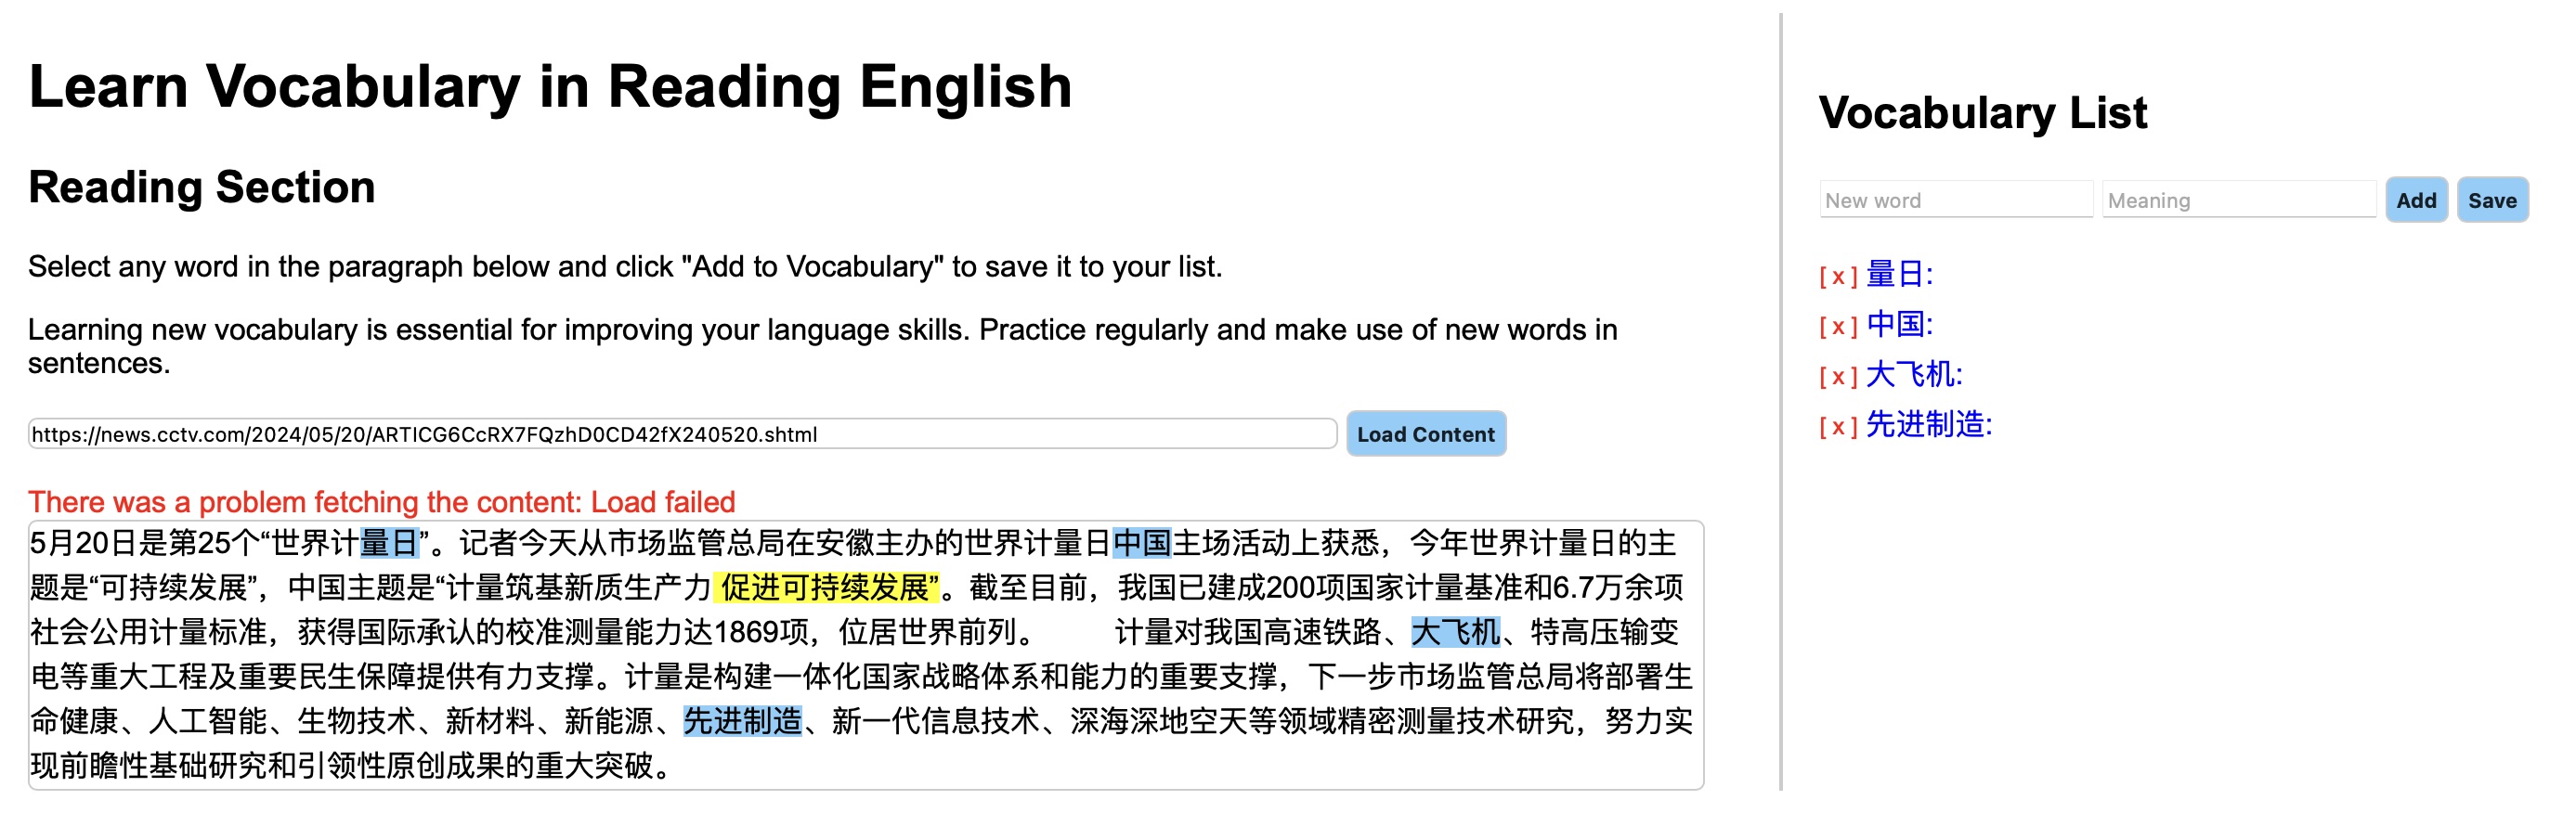 Learn Vocabulary in Reading English
Reading Section
Select any word in the paragraph below and click "Add to Vocabulary" to save it to your list.
Learning new vocabulary is essential for improving your language skills. Practice regularly and make use of new words in
sentences.
https://news.cctv.com/2024/05/20/ARTICG6CcRX7FQzhD0CD42fX240520.shtml
Load Content
There was a problem fetching the content: Load failed
5月20日是第25个“世界计量日”。记者今天从市场监管总局在安徽主办的世界计量日中国主场活动上获悉，今年世界计量日的主
题是“可持续发展”，中国主题是“计量筑基新质生产力 促进可持续发展”。截至目前，我国已建成200项国家计量基准和6.7万余项
社会公用计量标准，获得国际承认的校准测量能力达1869项，位居世界前列。　　计量对我国高速铁路、大飞机、特高压输变
电等重大工程及重要民生保障提供有力支撑。计量是构建一体化国家战略体系和能力的重要支撑，下一步市场监管总局将部署生
命健康、人工智能、生物技术、新材料、新能源、先进制造、新一代信息技术、深海深地空天等领域精密测量技术研究，努力实
现前瞻性基础研究和引领性原创成果的重大突破。
Vocabulary List
New word
Meaning
Add
Save
[ x ] 量日:
[ x ] 中国:
[ x ] 大飞机:
[ x ] 先进制造: